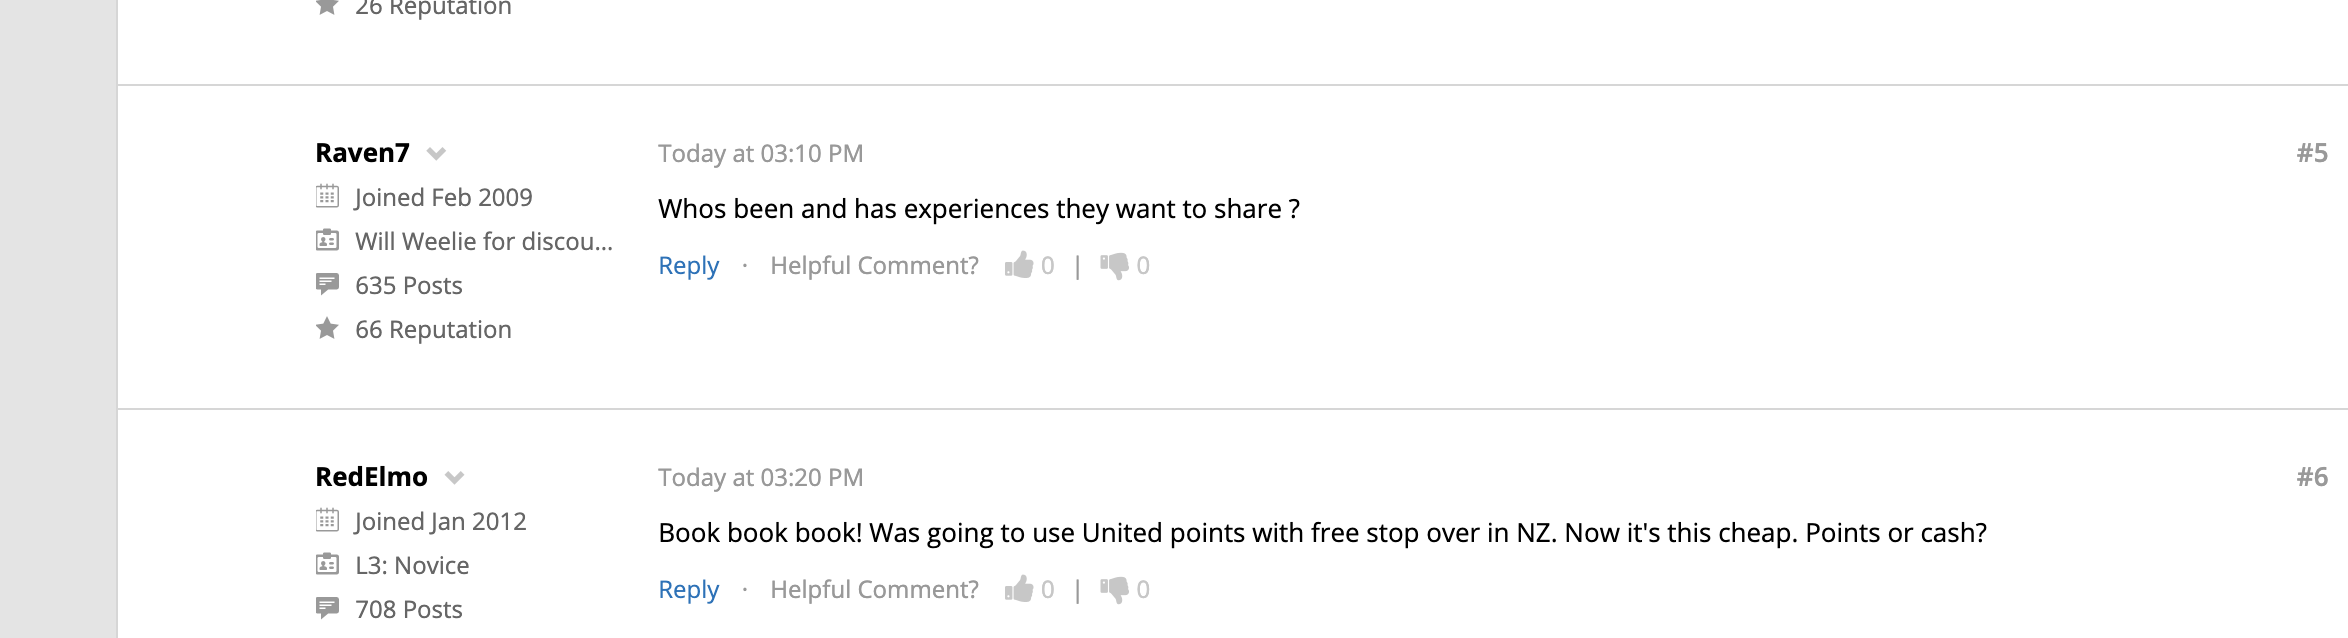 26 Reputation
Raven7
Today at 03:10 PM
#5
Joined Feb 2009
Whos been and has experiences they want to share ?
Will Weelie for discou...
Reply · Helpful Comment? 0 | 0
635 Posts
66 Reputation
RedElmo
Today at 03:20 PM
#6
Joined Jan 2012
Book book book! Was going to use United points with free stop over in NZ. Now it's this cheap. Points or cash?
L3: Novice
Reply · Helpful Comment? 0 | 0
708 Posts